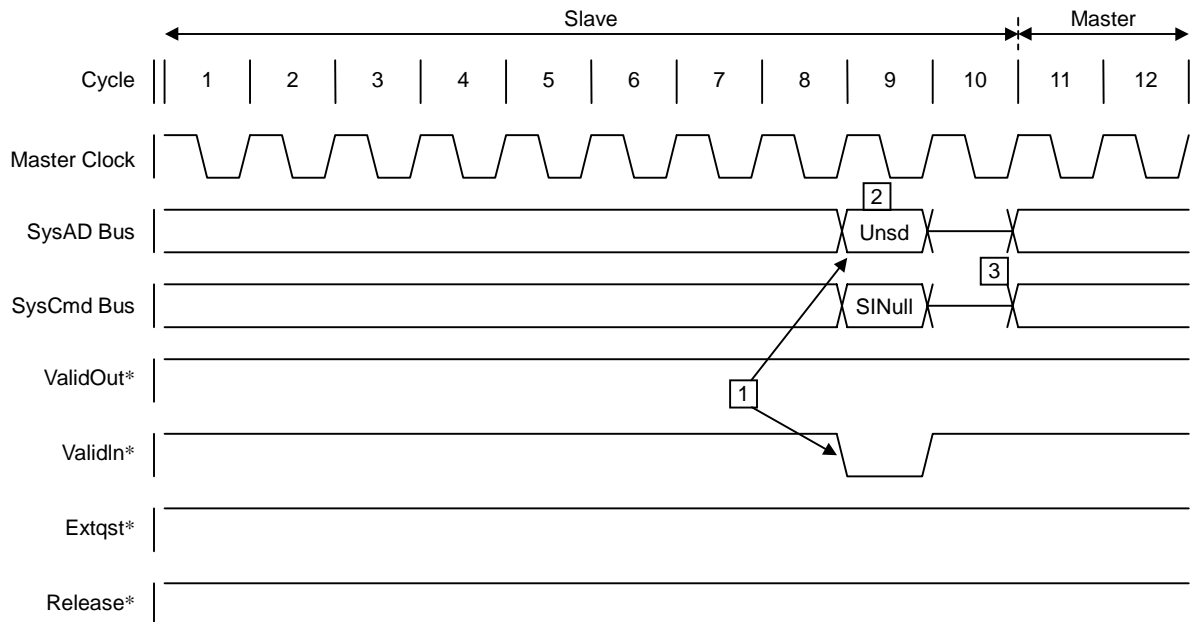 Slave Master
Cycle 1 2 3 4 5 6 7 8 9 10 11 12
Master Clock
2
SysAD Bus Unsd
3
SysCmd Bus SINull
ValidOut*
1
ValidIn*
Extqst*
Release*